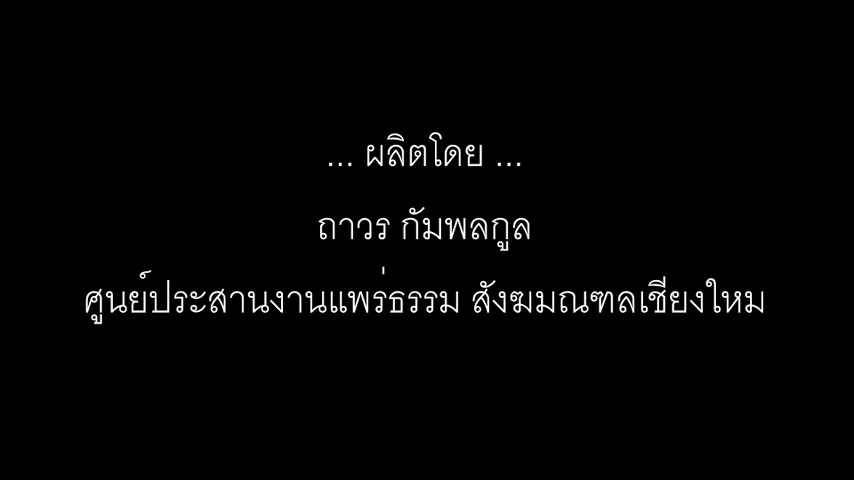 ... ผลิตโดย ...
ถาวร กัมพลกูล
ศูนย์ประสานงานแพร่ธรรม สังฆมณฑลเชียงใหม